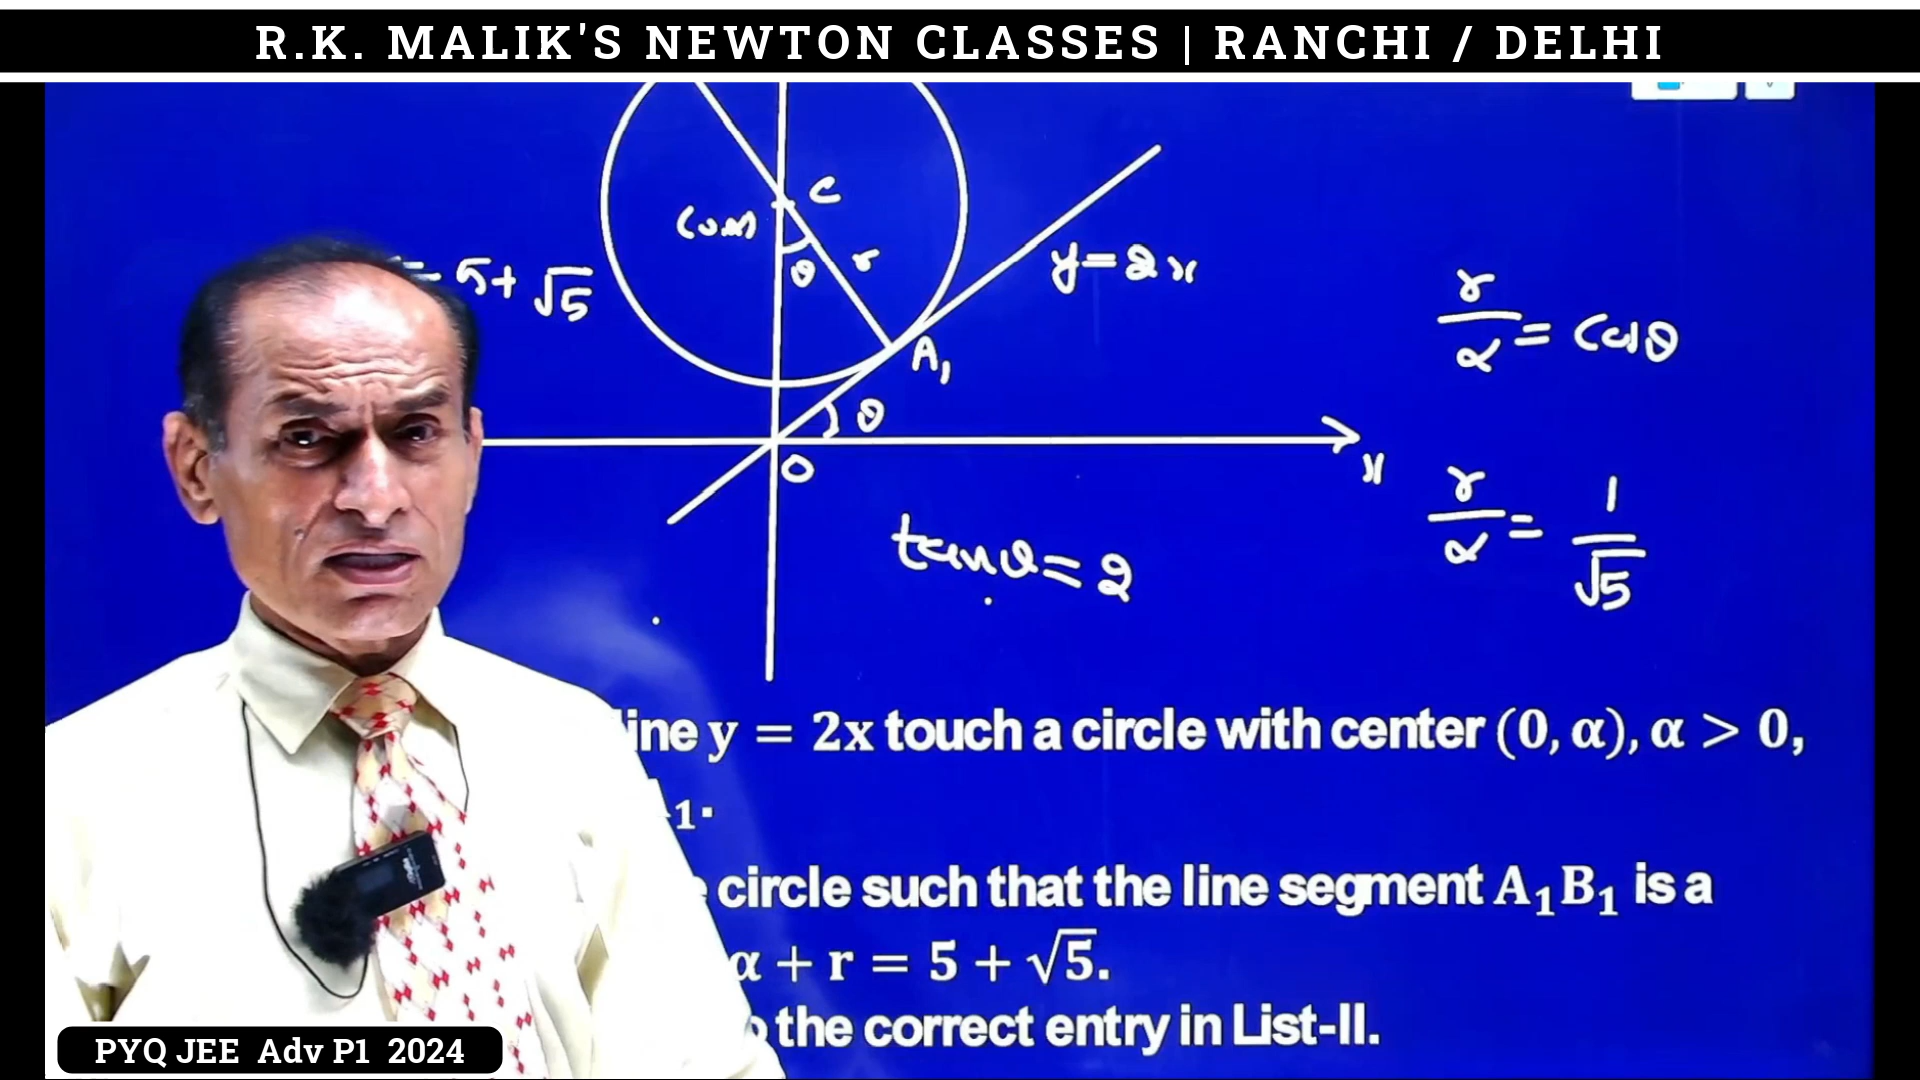 R.K. MALIK'S NEWTON CLASSES | RANCHI / DELHI
C
(0,α)
θ
r
= 5 + √5
y = 2x
A₁
θ
O
x
tanθ = 2
r/α = cosθ
r/α = 1/√5
line y = 2x touch a circle with center (0, α), α > 0,
1.
circle such that the line segment A₁B₁ is a
α + r = 5 + √5.
the correct entry in List-II.
PYQ JEE Adv P1 2024